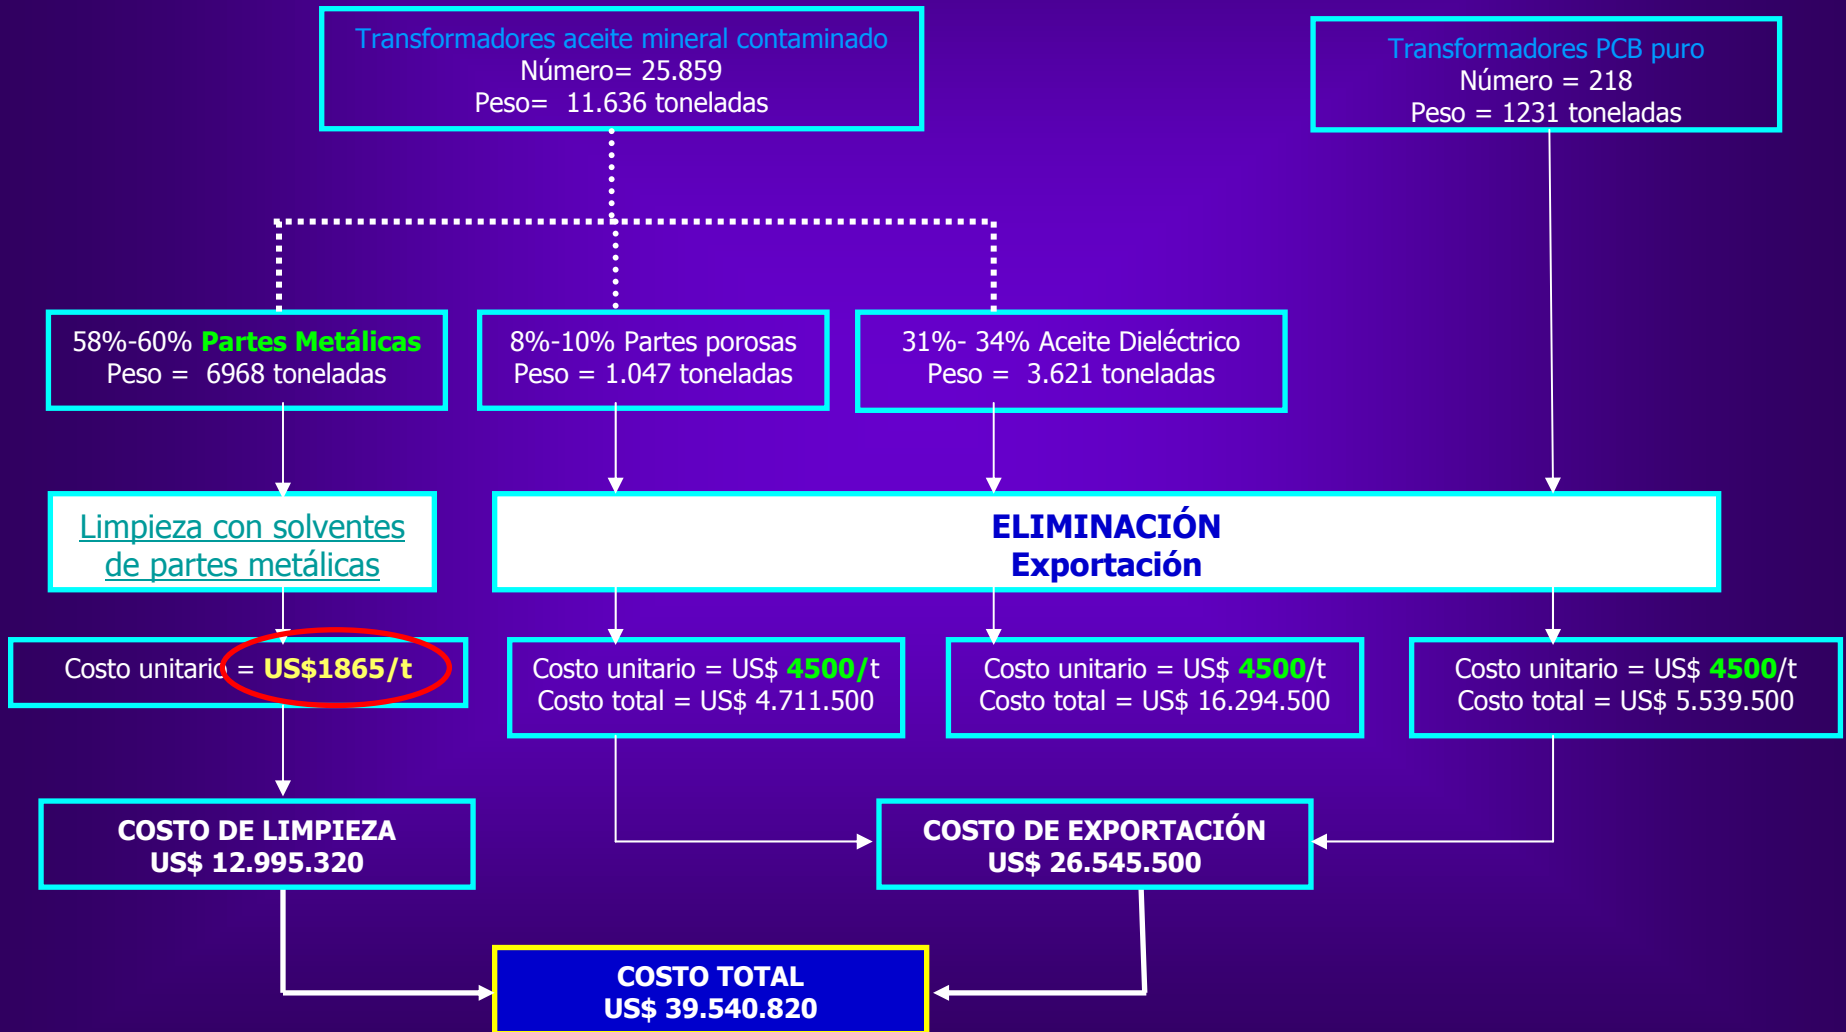 Transformadores aceite mineral contaminado
Número= 25.859
Peso=  11.636 toneladas
Transformadores PCB puro
Número = 218
Peso = 1231 toneladas
58%-60% Partes Metálicas
Peso =  6968 toneladas
8%-10% Partes porosas
Peso = 1.047 toneladas
31%- 34% Aceite Dieléctrico
Peso =  3.621 toneladas
Limpieza con solventes
de partes metálicas
ELIMINACIÓN
Exportación
Costo unitario = US$1865/t
Costo unitario = US$ 4500/t
Costo total = US$ 4.711.500
Costo unitario = US$ 4500/t
Costo total = US$ 16.294.500
Costo unitario = US$ 4500/t
Costo total = US$ 5.539.500
COSTO DE LIMPIEZA
US$ 12.995.320
COSTO DE EXPORTACIÓN
US$ 26.545.500
COSTO TOTAL
US$ 39.540.820